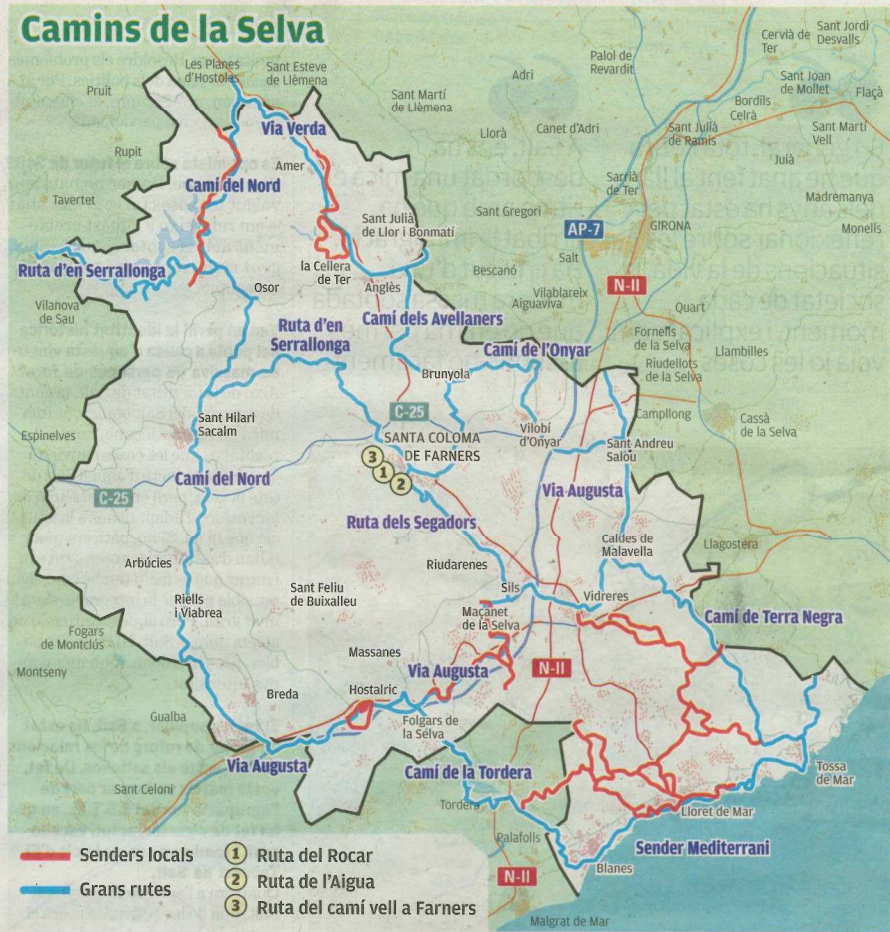 Camins de la Selva
Les Planes
d'Hostoles
Sant Esteve
de Llèmena
Pruit
Sant Martí
de Llèmena
Adri
Palol de
Revardit
Cervià de
Ter
Sant Jordi
Desvalls
Sant Joan
de Mollet
Flaçà
Bordils
Celrà
Via Verda
Llorà
Canet d'Adri
Sant Julià
de Ramis
Sant Martí
Vell
Rupit
Amer
Juià
Camí del Nord
Sarrià
de Ter
Tavertet
Madremanya
Sant Julià
de Llor i Bonmatí
Sant Gregori
AP-7
GIRONA
Monells
Ruta d'en Serrallonga
la Cellera
de Ter
Salt
Bescanó
N-II
Osor
Anglès
Vilablareix
Aiguaviva
Vilanova
de Sau
Quart
Ruta d'en
Serrallonga
Camí dels Avellaners
Fornells
de la Selva
Camí de l'Onyar
Llambilles
Riudellots
de la Selva
Brunyola
C-25
Campllong
Sant Hilari
Sacalm
Cassà
de la Selva
Vilobí
d'Onyar
Espinelves
SANTA COLOMA
DE FARNERS
Sant Andreu
Salou
3
1
2
Camí del Nord
C-25
Via Augusta
Ruta dels Segadors
Caldes de
Malavella
Llagostera
Arbúcies
Riudarenes
Sant Feliu
de Buixalleu
Sils
Vidreres
Riells
i Viabrea
Maçanet
de la Selva
Camí de Terra Negra
Fogars
de Montclús
Massanes
Via Augusta
N-II
Montseny
Breda
Hostalric
Gualba
Folgars de
la Selva
Via Augusta
Camí de la Tordera
Tossa
de Mar
Sant Celoni
Tordera
Lloret de Mar
Palafolls
Sender Mediterrani
Blanes
N-II
Malgrat de Mar
Senders locals
Grans rutes
1 Ruta del Rocar
2 Ruta de l'Aigua
3 Ruta del camí vell a Farners